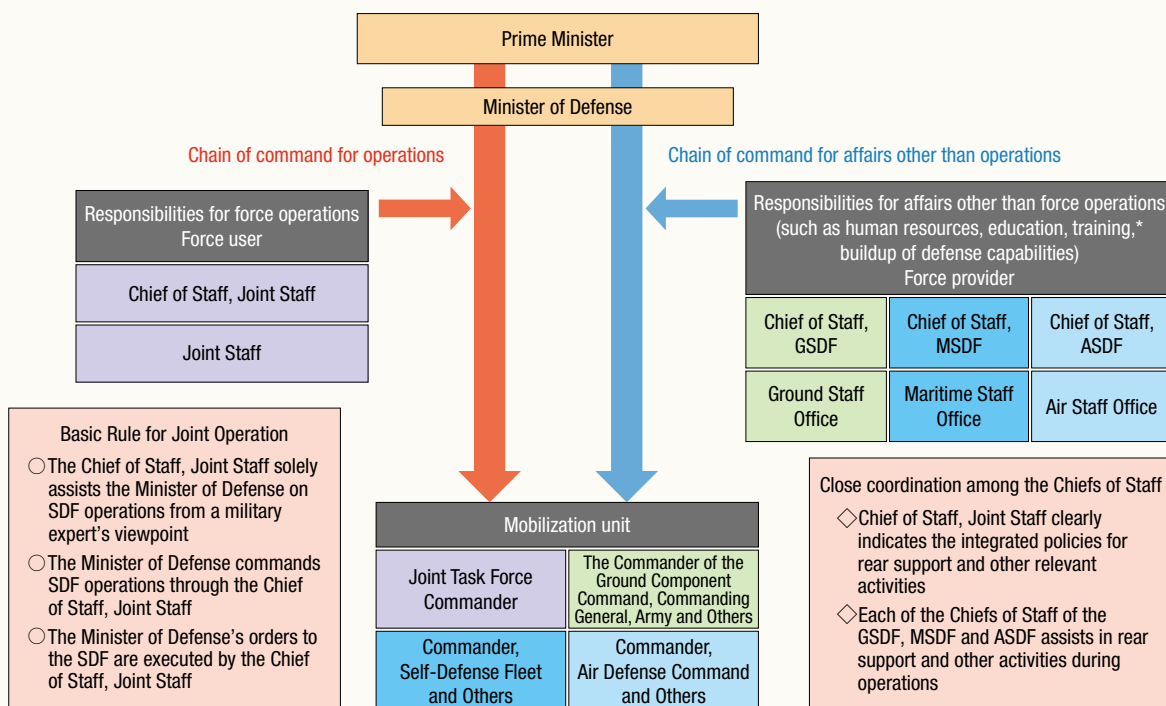 Prime Minister
Minister of Defense
Chain of command for operations
Chain of command for affairs other than operations
Responsibilities for force operations
Force user
Chief of Staff, Joint Staff
Joint Staff
Responsibilities for affairs other than force operations
(such as human resources, education, training,*
buildup of defense capabilities)
Force provider
Chief of Staff,
GSDF
Chief of Staff,
MSDF
Chief of Staff,
ASDF
Ground Staff
Office
Maritime Staff
Office
Air Staff Office
Basic Rule for Joint Operation
○The Chief of Staff, Joint Staff solely
assists the Minister of Defense on
SDF operations from a military
expert’s viewpoint
○The Minister of Defense commands
SDF operations through the Chief
of Staff, Joint Staff
○The Minister of Defense’s orders to
the SDF are executed by the Chief
of Staff, Joint Staff
Mobilization unit
Joint Task Force
Commander
The Commander of the
Ground Component
Command, Commanding
General, Army and Others
Commander,
Self-Defense Fleet
and Others
Commander,
Air Defense Command
and Others
Close coordination among the Chiefs of Staff
◇Chief of Staff, Joint Staff clearly
indicates the integrated policies for
rear support and other relevant
activities
◇Each of the Chiefs of Staff of the
GSDF, MSDF and ASDF assists in rear
support and other activities during
operations